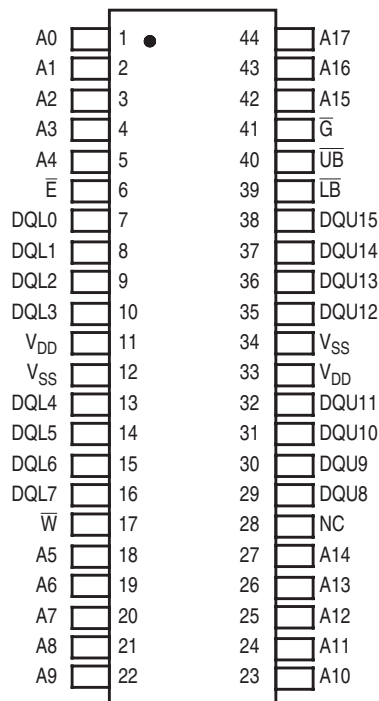 A0 1 44 A17
A1 2 43 A16
A2 3 42 A15
A3 4 41 G̅
A4 5 40 U̅B̅
E̅ 6 39 L̅B̅
DQL0 7 38 DQU15
DQL1 8 37 DQU14
DQL2 9 36 DQU13
DQL3 10 35 DQU12
VDD 11 34 VSS
VSS 12 33 VDD
DQL4 13 32 DQU11
DQL5 14 31 DQU10
DQL6 15 30 DQU9
DQL7 16 29 DQU8
W̅ 17 28 NC
A5 18 27 A14
A6 19 26 A13
A7 20 25 A12
A8 21 24 A11
A9 22 23 A10